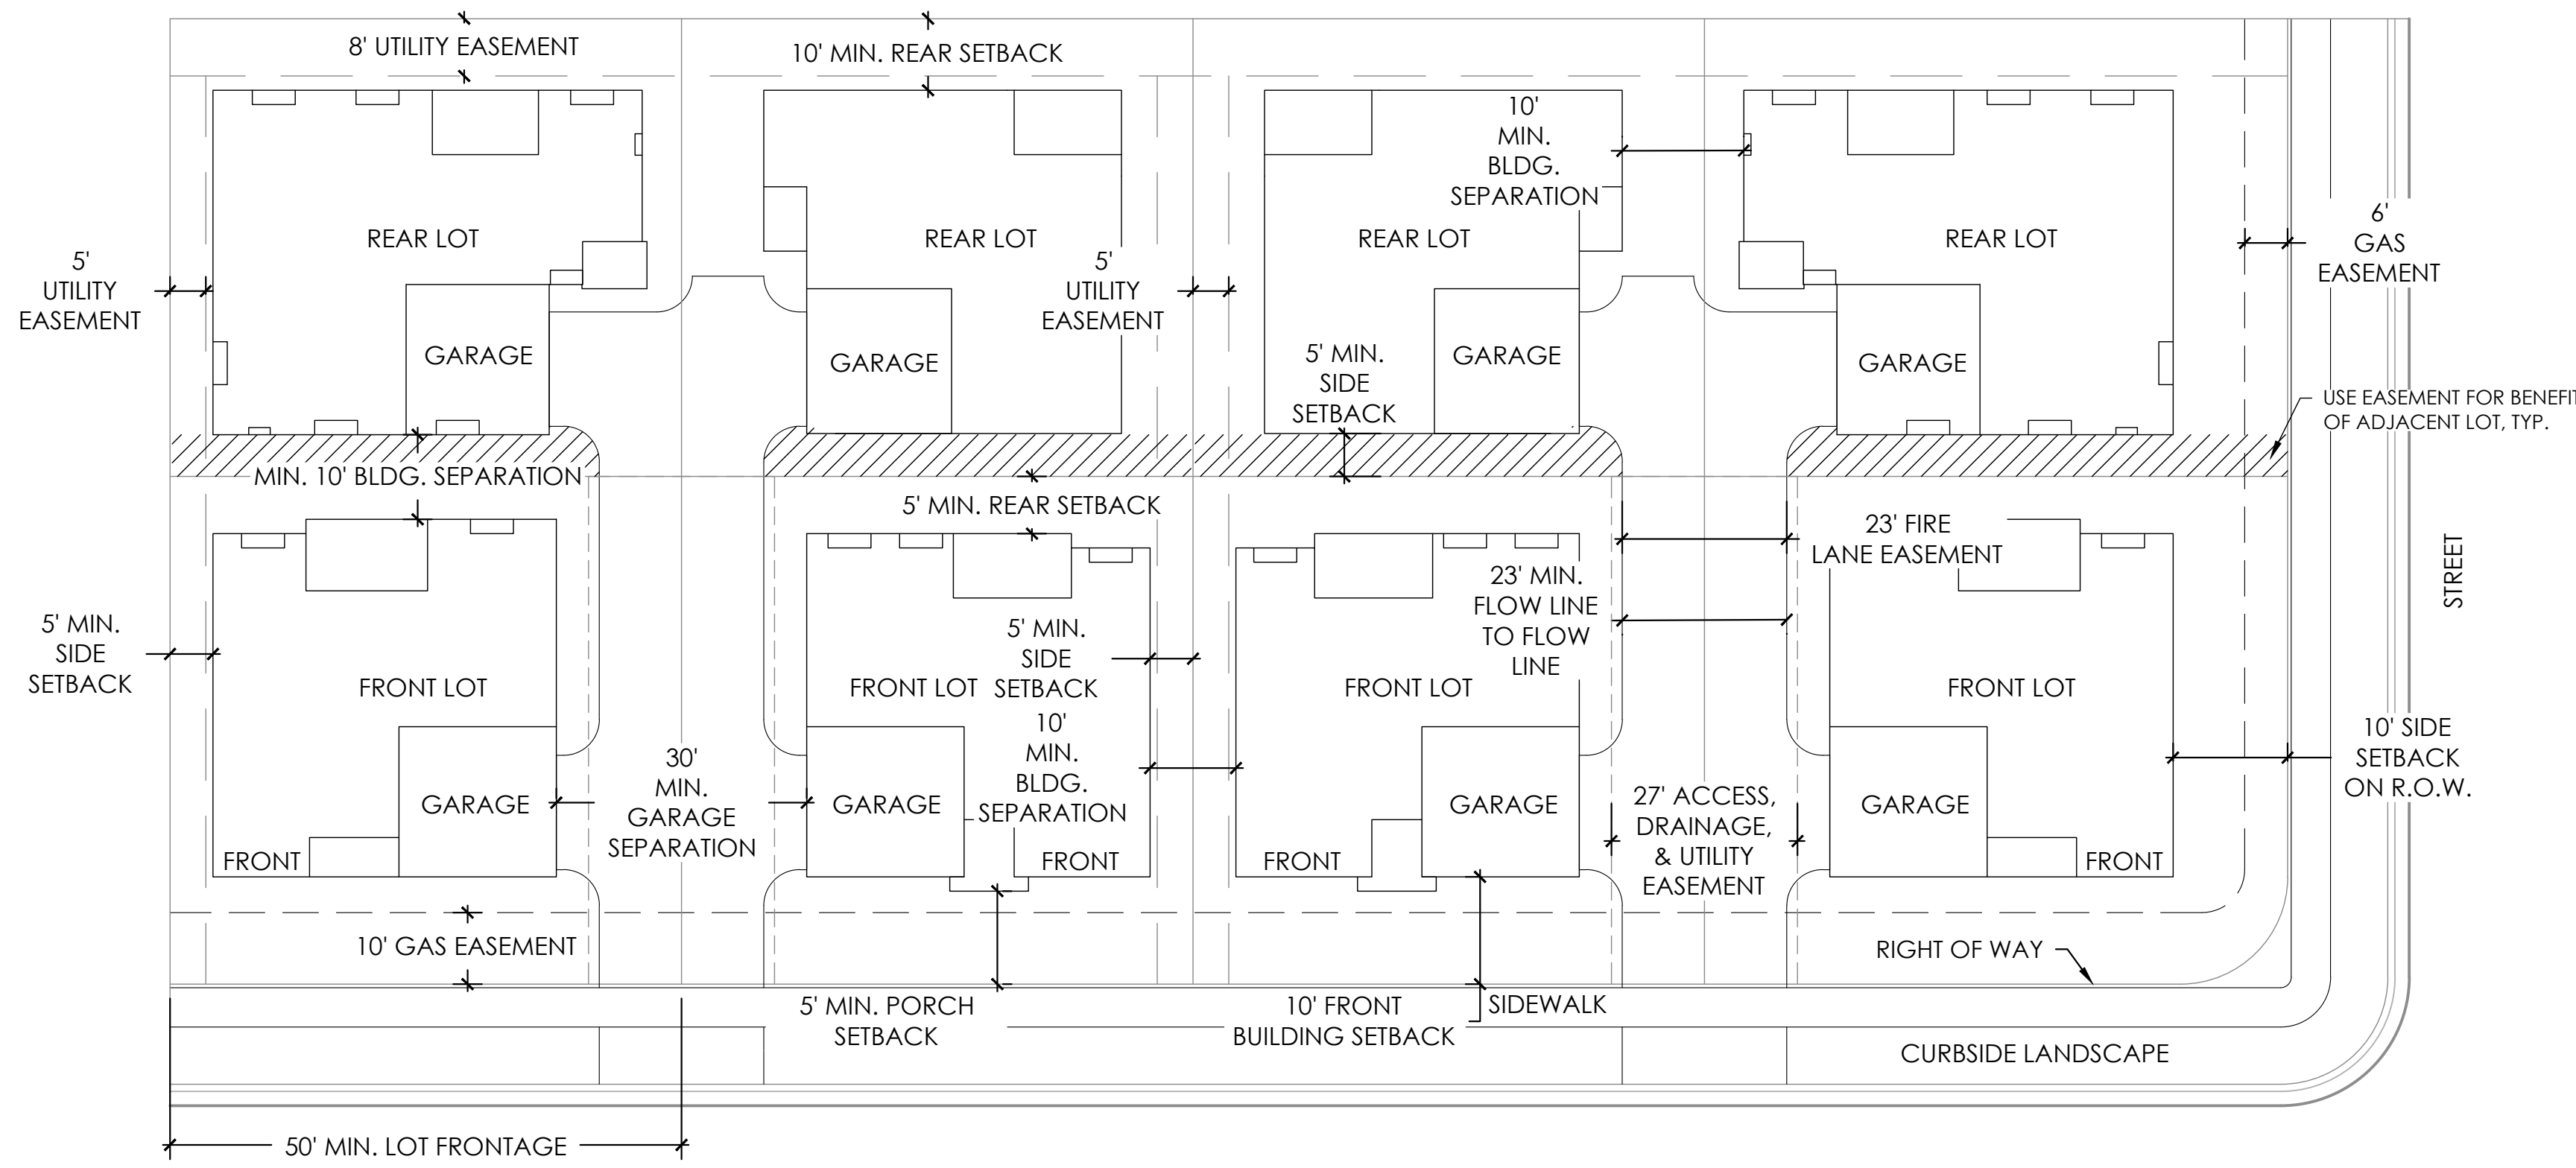 8' UTILITY EASEMENT
10' MIN. REAR SETBACK
10'
MIN.
BLDG.
SEPARATION
REAR LOT
REAR LOT
REAR LOT
REAR LOT
6'
GAS
EASEMENT
5'
UTILITY
EASEMENT
5'
UTILITY
EASEMENT
GARAGE
GARAGE
5' MIN.
SIDE
SETBACK
GARAGE
GARAGE
USE EASEMENT FOR BENEFIT
OF ADJACENT LOT, TYP.
MIN. 10' BLDG. SEPARATION
5' MIN. REAR SETBACK
23' FIRE
LANE EASEMENT
STREET
23' MIN.
FLOW LINE
TO FLOW
LINE
5' MIN.
SIDE
SETBACK
5' MIN.
SIDE
SETBACK
FRONT LOT
FRONT LOT
FRONT LOT
FRONT LOT
10'
MIN.
BLDG.
SEPARATION
10' SIDE
SETBACK
ON R.O.W.
30'
MIN.
GARAGE
SEPARATION
27' ACCESS,
DRAINAGE,
& UTILITY
EASEMENT
GARAGE
GARAGE
GARAGE
GARAGE
FRONT
FRONT
FRONT
FRONT
10' GAS EASEMENT
RIGHT OF WAY
5' MIN. PORCH
SETBACK
10' FRONT
BUILDING SETBACK
SIDEWALK
CURBSIDE LANDSCAPE
50' MIN. LOT FRONTAGE